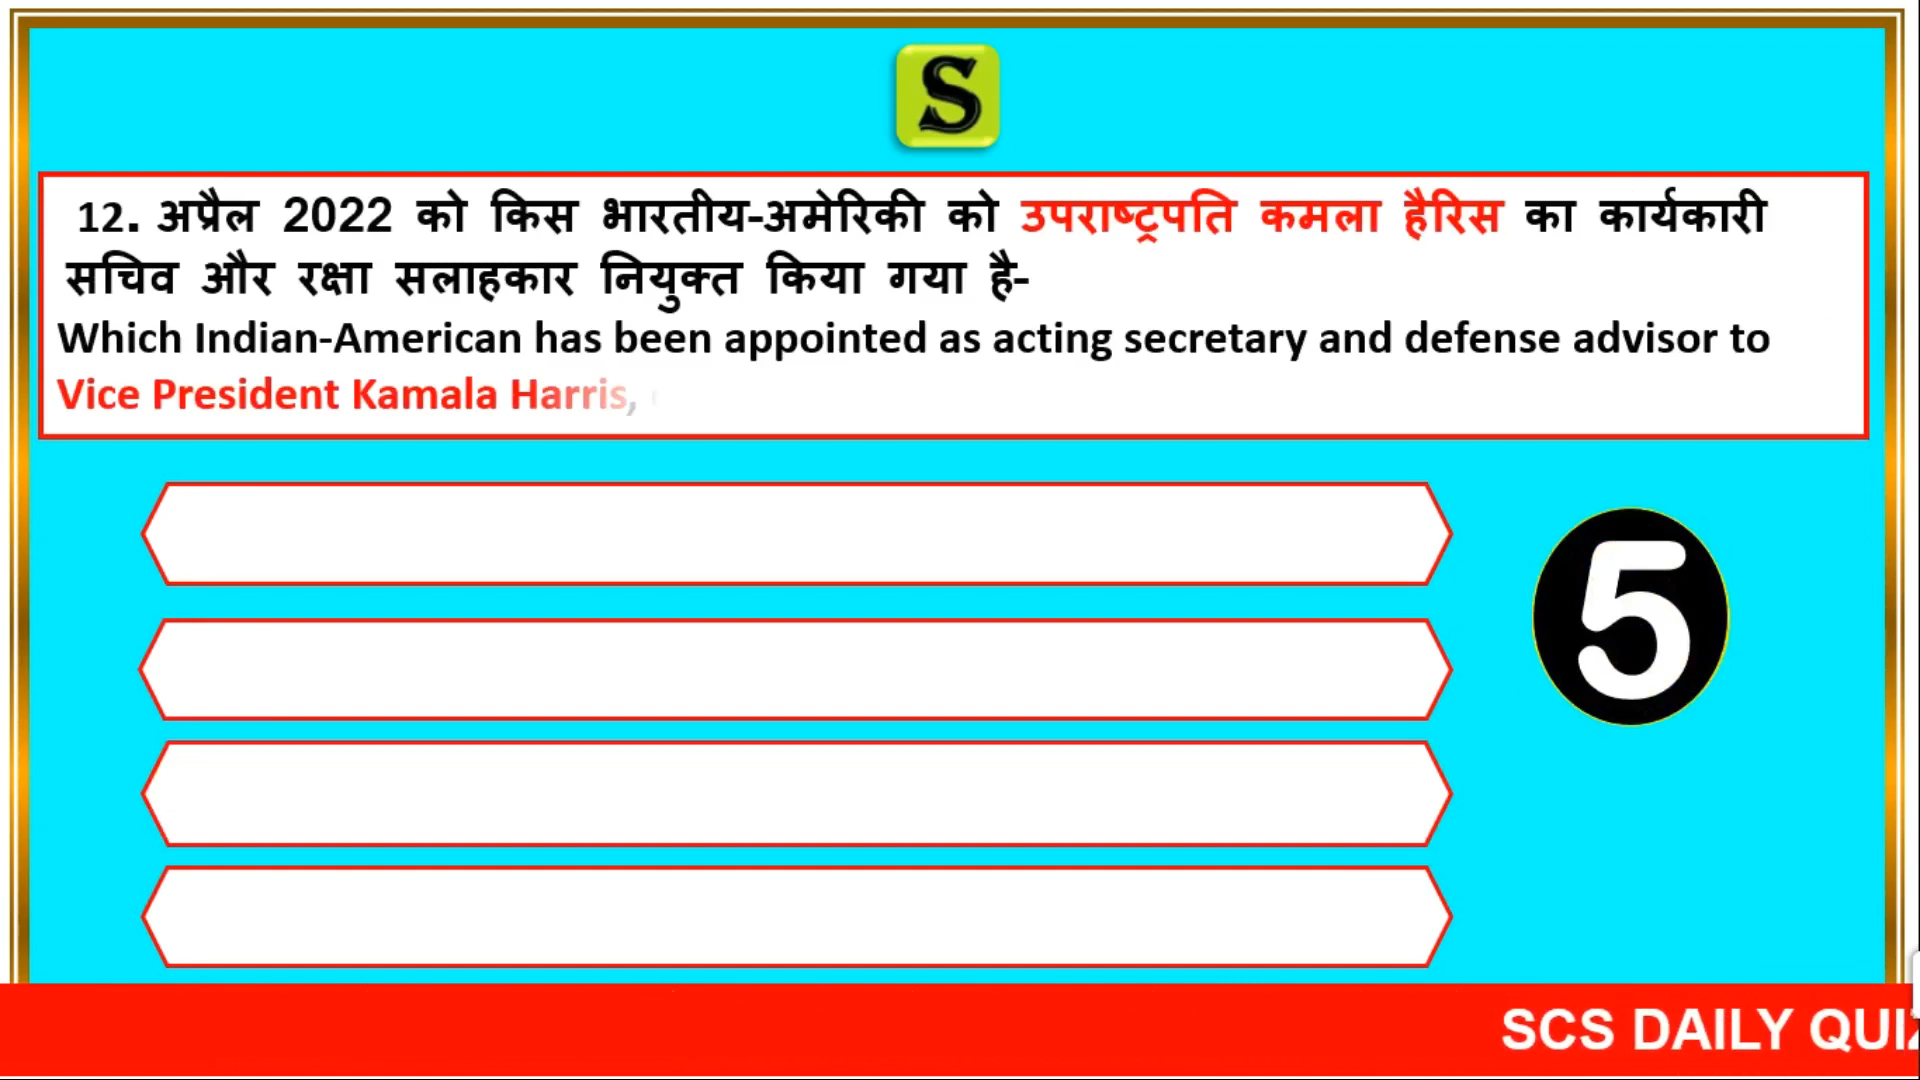 S
12. अप्रैल 2022 को किस भारतीय-अमेरिकी को उपराष्ट्रपति कमला हैरिस का कार्यकारी
सचिव और रक्षा सलाहकार नियुक्त किया गया है-
Which Indian-American has been appointed as acting secretary and defense advisor to
Vice President Kamala Harris,
5
SCS DAILY QUIZ